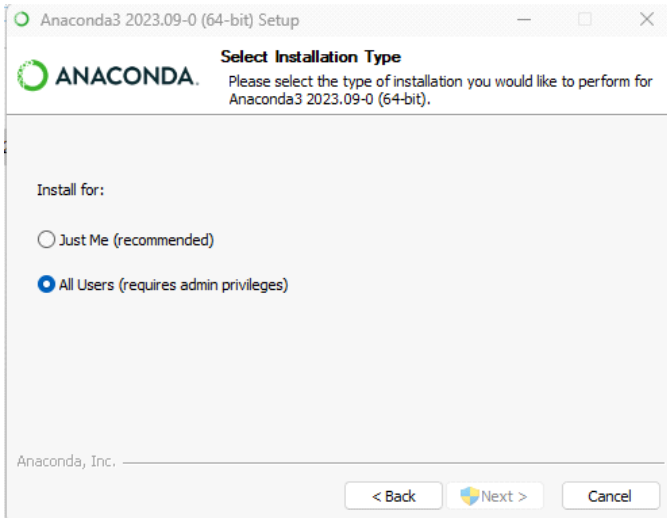 Anaconda3 2023.09-0 (64-bit) Setup
ANACONDA.
Select Installation Type
Please select the type of installation you would like to perform for
Anaconda3 2023.09-0 (64-bit).
Install for:
Just Me (recommended)
All Users (requires admin privileges)
Anaconda, Inc.
< Back
Next >
Cancel